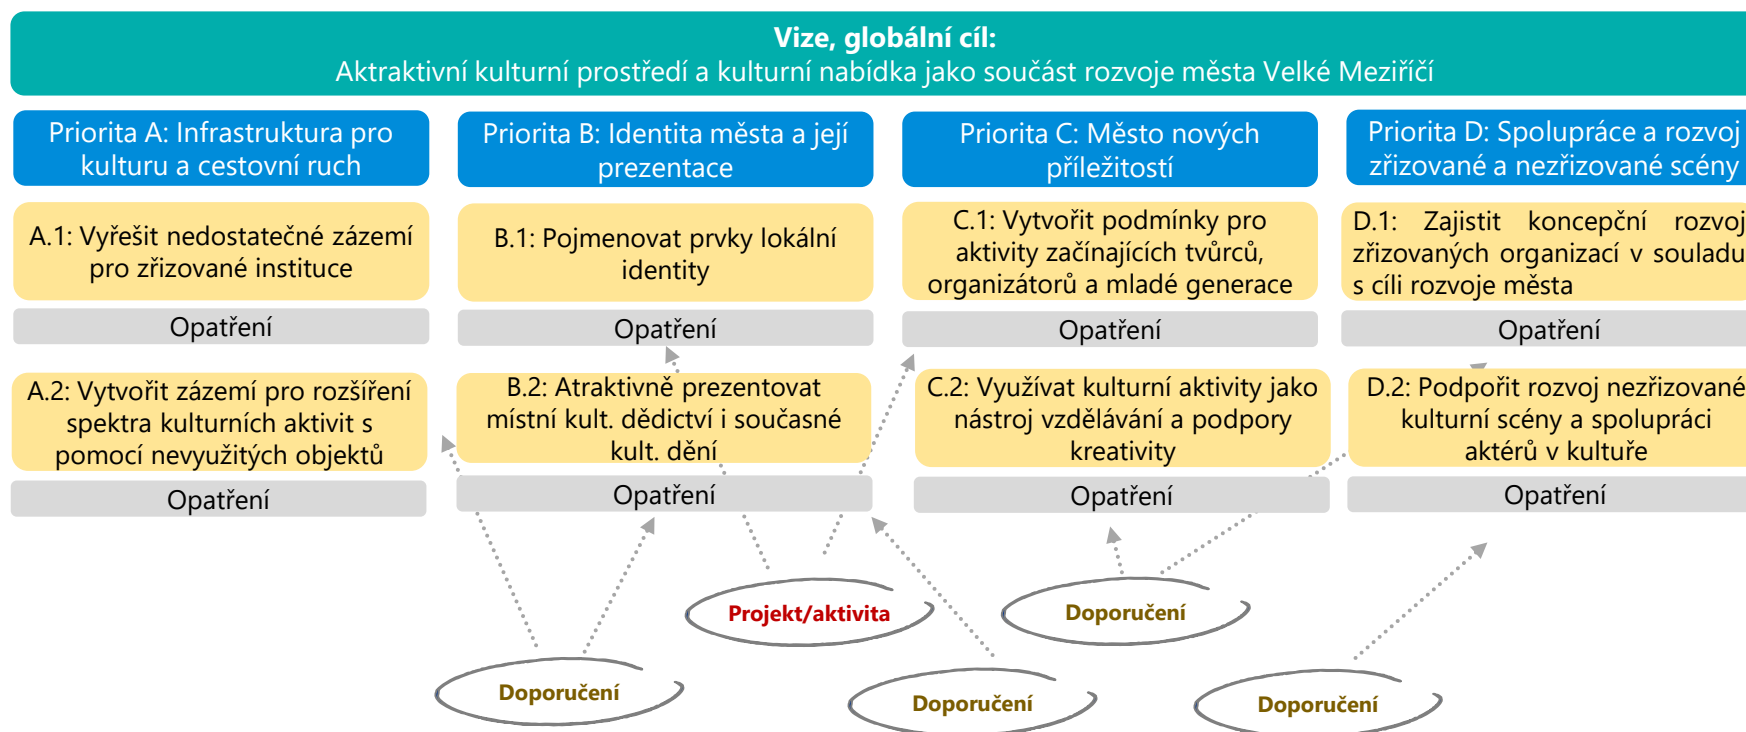 Vize, globální cíl:
Aktraktivní kulturní prostředí a kulturní nabídka jako součást rozvoje města Velké Meziříčí
Priorita A: Infrastruktura pro
kulturu a cestovní ruch
Priorita B: Identita města a její
prezentace
Priorita C: Město nových
příležitostí
Priorita D: Spolupráce a rozvoj
zřizované a nezřizované scény
A.1: Vyřešit nedostatečné zázemí
pro zřizované instituce
B.1: Pojmenovat prvky lokální
identity
C.1: Vytvořit podmínky pro
aktivity začínajících tvůrců,
organizátorů a mladé generace
D.1: Zajistit koncepční rozvoj
zřizovaných organizací v souladu
s cíli rozvoje města
Opatření
Opatření
Opatření
Opatření
A.2: Vytvořit zázemí pro rozšíření
spektra kulturních aktivit s
pomocí nevyužitých objektů
B.2: Atraktivně prezentovat
místní kult. dědictví i současné
kult. dění
C.2: Využívat kulturní aktivity jako
nástroj vzdělávání a podpory
kreativity
D.2: Podpořit rozvoj nezřizované
kulturní scény a spolupráci
aktérů v kultuře
Opatření
Opatření
Opatření
Opatření
Projekt/aktivita
Doporučení
Doporučení
Doporučení
Doporučení